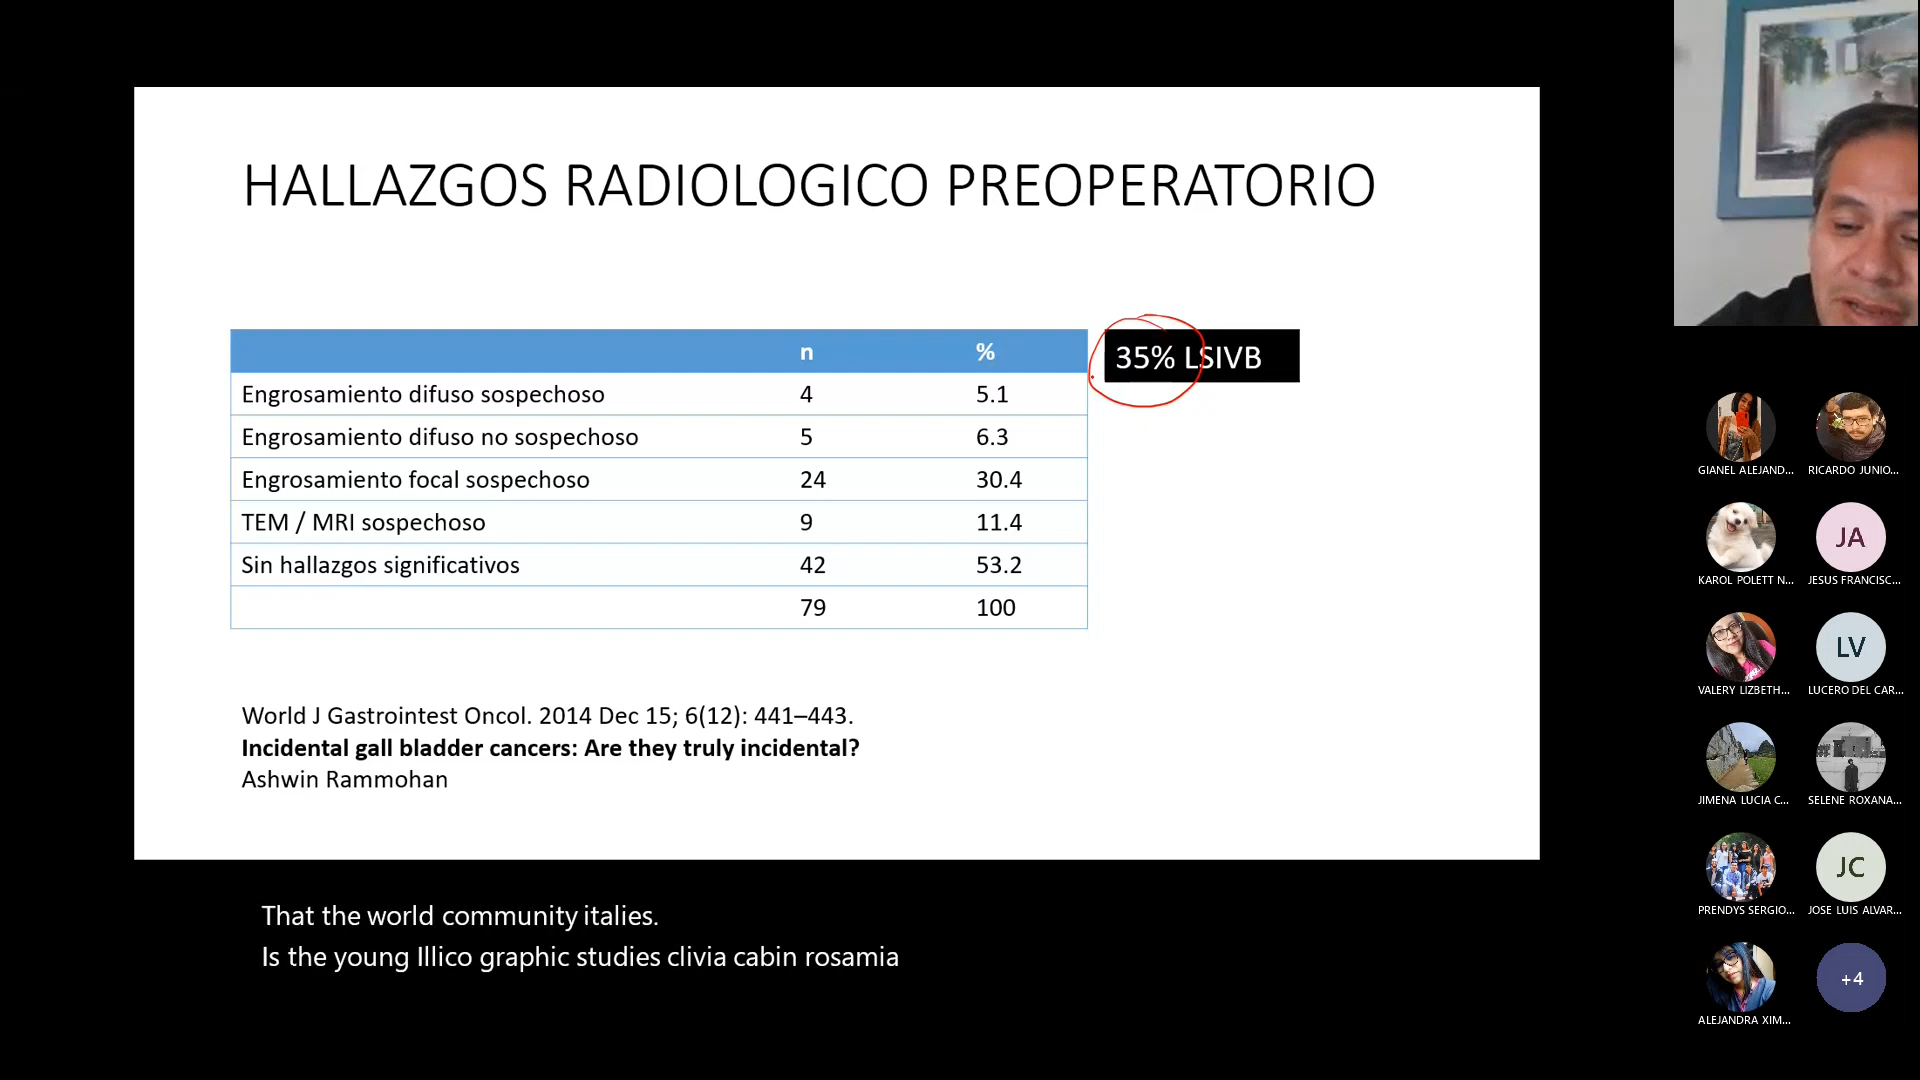 HALLAZGOS RADIOLOGICO PREOPERATORIO
n %
35% LSIVB
Engrosamiento difuso sospechoso 4 5.1
Engrosamiento difuso no sospechoso 5 6.3
Engrosamiento focal sospechoso 24 30.4
TEM / MRI sospechoso 9 11.4
Sin hallazgos significativos 42 53.2
79 100
World J Gastrointest Oncol. 2014 Dec 15; 6(12): 441–443.
Incidental gall bladder cancers: Are they truly incidental?
Ashwin Rammohan
That the world community italies.
Is the young Illico graphic studies clivia cabin rosamia
GIANEL ALEJAND... RICARDO JUNIO...
JA
KAROL POLETT N... JESUS FRANCISC...
LV
VALERY LIZBETH... LUCERO DEL CAR...
JIMENA LUCIA C... SELENE ROXANA...
JC
PRENDYS SERGIO... JOSE LUIS ALVAR...
+4
ALEJANDRA XIM...